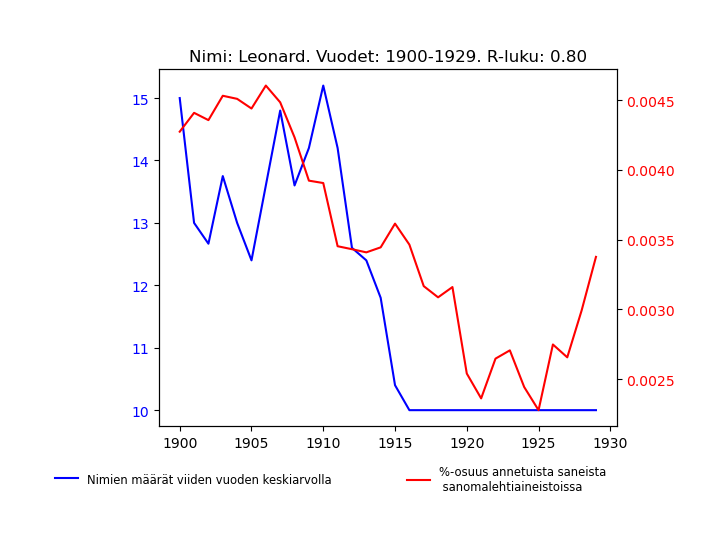 Nimi: Leonard. Vuodet: 1900-1929. R-luku: 0.80
15
14
13
12
11
10
0.0045
0.0040
0.0035
0.0030
0.0025
1900 1905 1910 1915 1920 1925 1930
Nimien määrät viiden vuoden keskiarvolla
%-osuus annetuista saneista
sanomalehtiaineistoissa